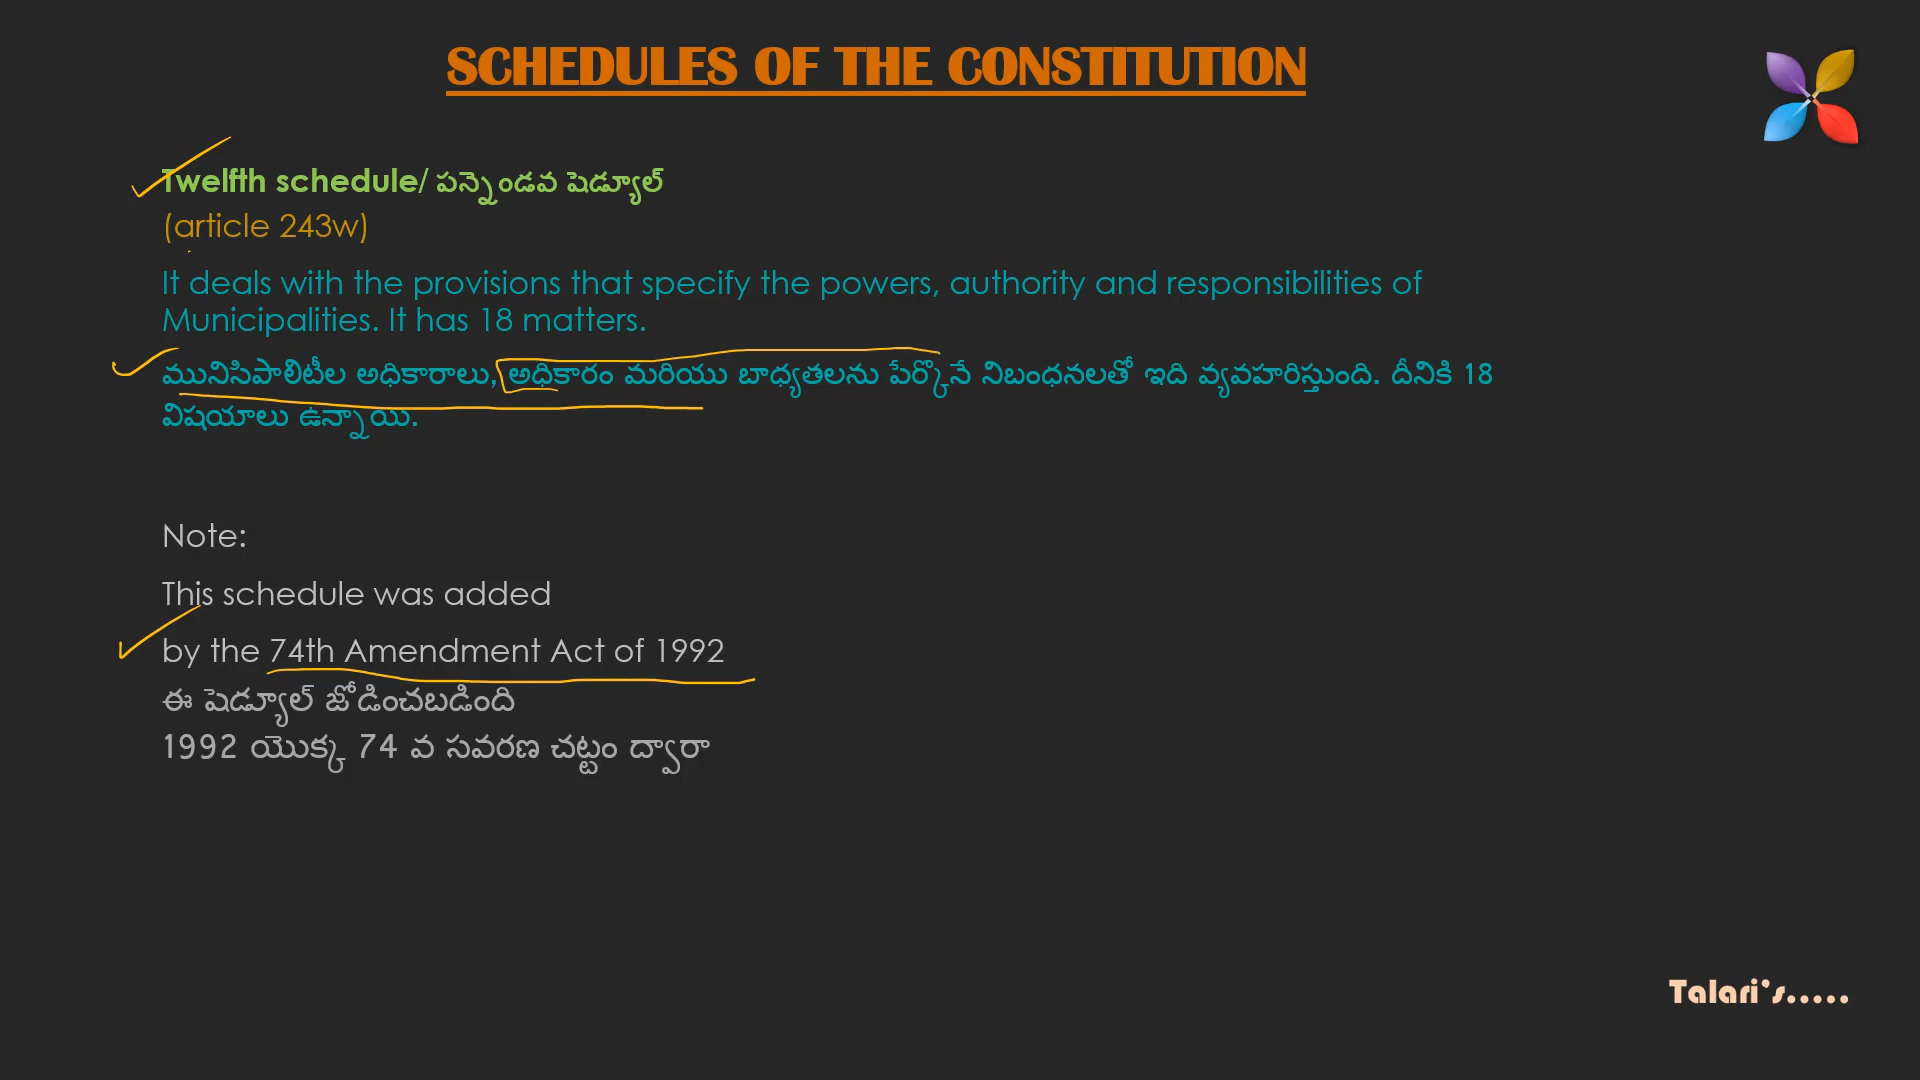 SCHEDULES OF THE CONSTITUTION
Twelfth schedule/ పన్నెండవ షెడ్యూల్
(article 243w)
It deals with the provisions that specify the powers, authority and responsibilities of
Municipalities. It has 18 matters.
మునిసిపాలిటీల అధికారాలు, అధికారం మరియు బాధ్యతలను పేర్కొనే నిబంధనలతో ఇది వ్యవహరిస్తుంది. దీనికి 18
విషయాలు ఉన్నాయి.
Note:
This schedule was added
by the 74th Amendment Act of 1992
ఈ షెడ్యూల్ జోడించబడింది
1992 యొక్క 74 వ సవరణ చట్టం ద్వారా
Talari's.....